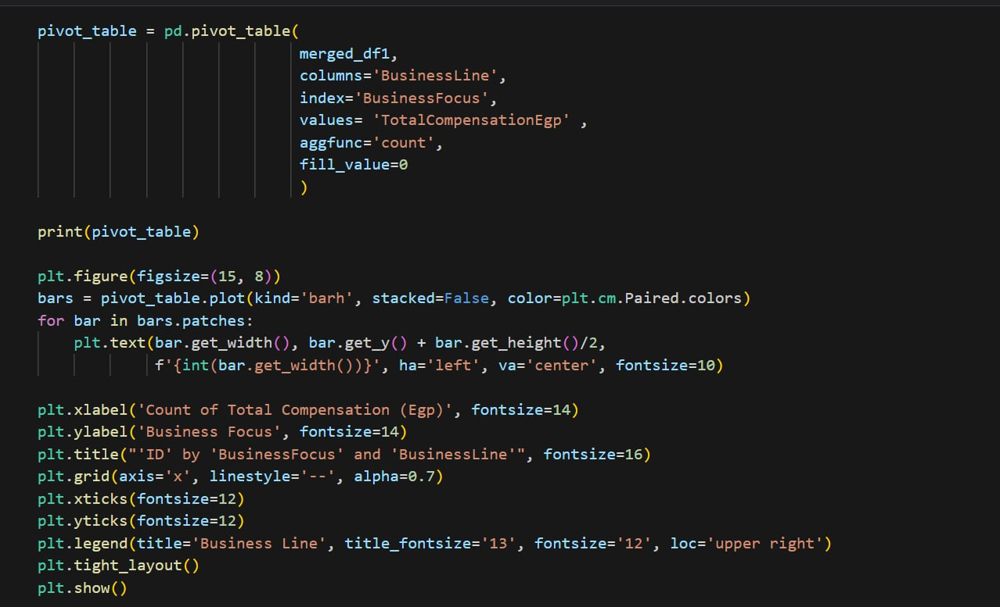 pivot_table = pd.pivot_table(
merged_df1,
columns='BusinessLine',
index='BusinessFocus',
values= 'TotalCompensationEgp' ,
aggfunc='count',
fill_value=0
)
print(pivot_table)
plt.figure(figsize=(15, 8))
bars = pivot_table.plot(kind='barh', stacked=False, color=plt.cm.Paired.colors)
for bar in bars.patches:
plt.text(bar.get_width(), bar.get_y() + bar.get_height()/2,
f'{int(bar.get_width())}', ha='left', va='center', fontsize=10)
plt.xlabel('Count of Total Compensation (Egp)', fontsize=14)
plt.ylabel('Business Focus', fontsize=14)
plt.title("'ID' by 'BusinessFocus' and 'BusinessLine'", fontsize=16)
plt.grid(axis='x', linestyle='--', alpha=0.7)
plt.xticks(fontsize=12)
plt.yticks(fontsize=12)
plt.legend(title='Business Line', title_fontsize='13', fontsize='12', loc='upper right')
plt.tight_layout()
plt.show()